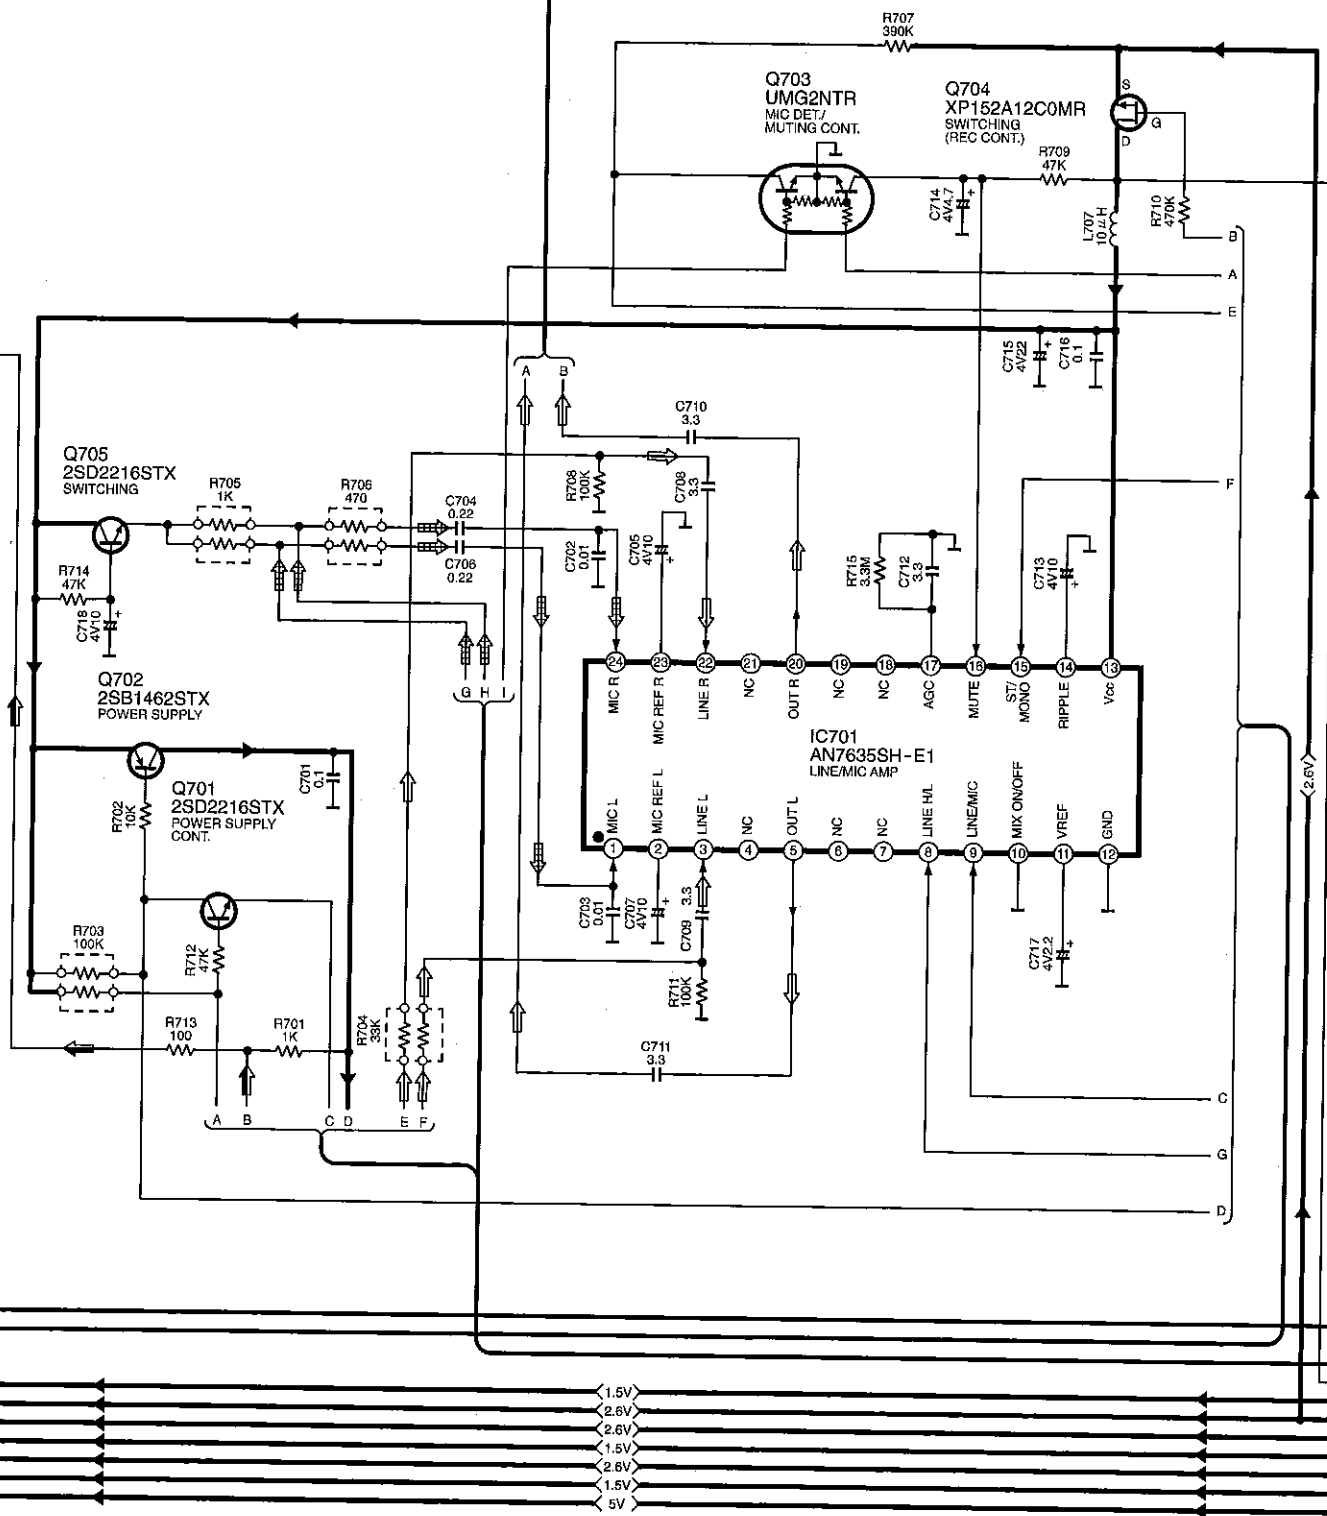 R707
390K
Q703
UMG2NTR
MIC DET./
MUTING CONT.
Q704
XP152A12C0MR
SWITCHING
(REC CONT.)
S
G
D
R709
47K
C714
4V4.7
+
L707
10μH
R710
470K
B
A
E
C715
4V22
+
C716
0.1
A
B
C710
3.3
Q705
2SD2216STX
SWITCHING
R705
1K
R706
470
C704
0.22
C706
0.22
R708
100K
C708
3.3
F
C702
0.01
C705
4V10
+
R715
3.3M
C712
3.3
C713
4V10
+
R714
47K
C718
4V10
+
G H I
24 23 22 21 20 19 18 17 16 15 14 13
MIC R
MIC REF R
LINE R
NC
OUT R
NC
NC
AGC
MUTE
ST/
MONO
RIPPLE
Vcc
Q702
2SB1462STX
POWER SUPPLY
IC701
AN7635SH-E1
LINE/MIC AMP
C701
0.1
Q701
2SD2216STX
POWER SUPPLY
CONT.
R702
10K
2.6V
MIC L
MIC REF L
LINE L
NC
OUT L
NC
NC
LINE H/L
LINE/MIC
MIX ON/OFF
VREF
GND
1 2 3 4 5 6 7 8 9 10 11 12
C703
0.01
C707
4V10
+
C709
3.3
R703
100K
R712
47K
C717
4V2.2
+
R711
100K
R713
100
R701
1K
R704
33K
C711
3.3
A B C D E F
C
G
D
1.5V
2.6V
2.6V
1.5V
2.6V
1.5V
5V